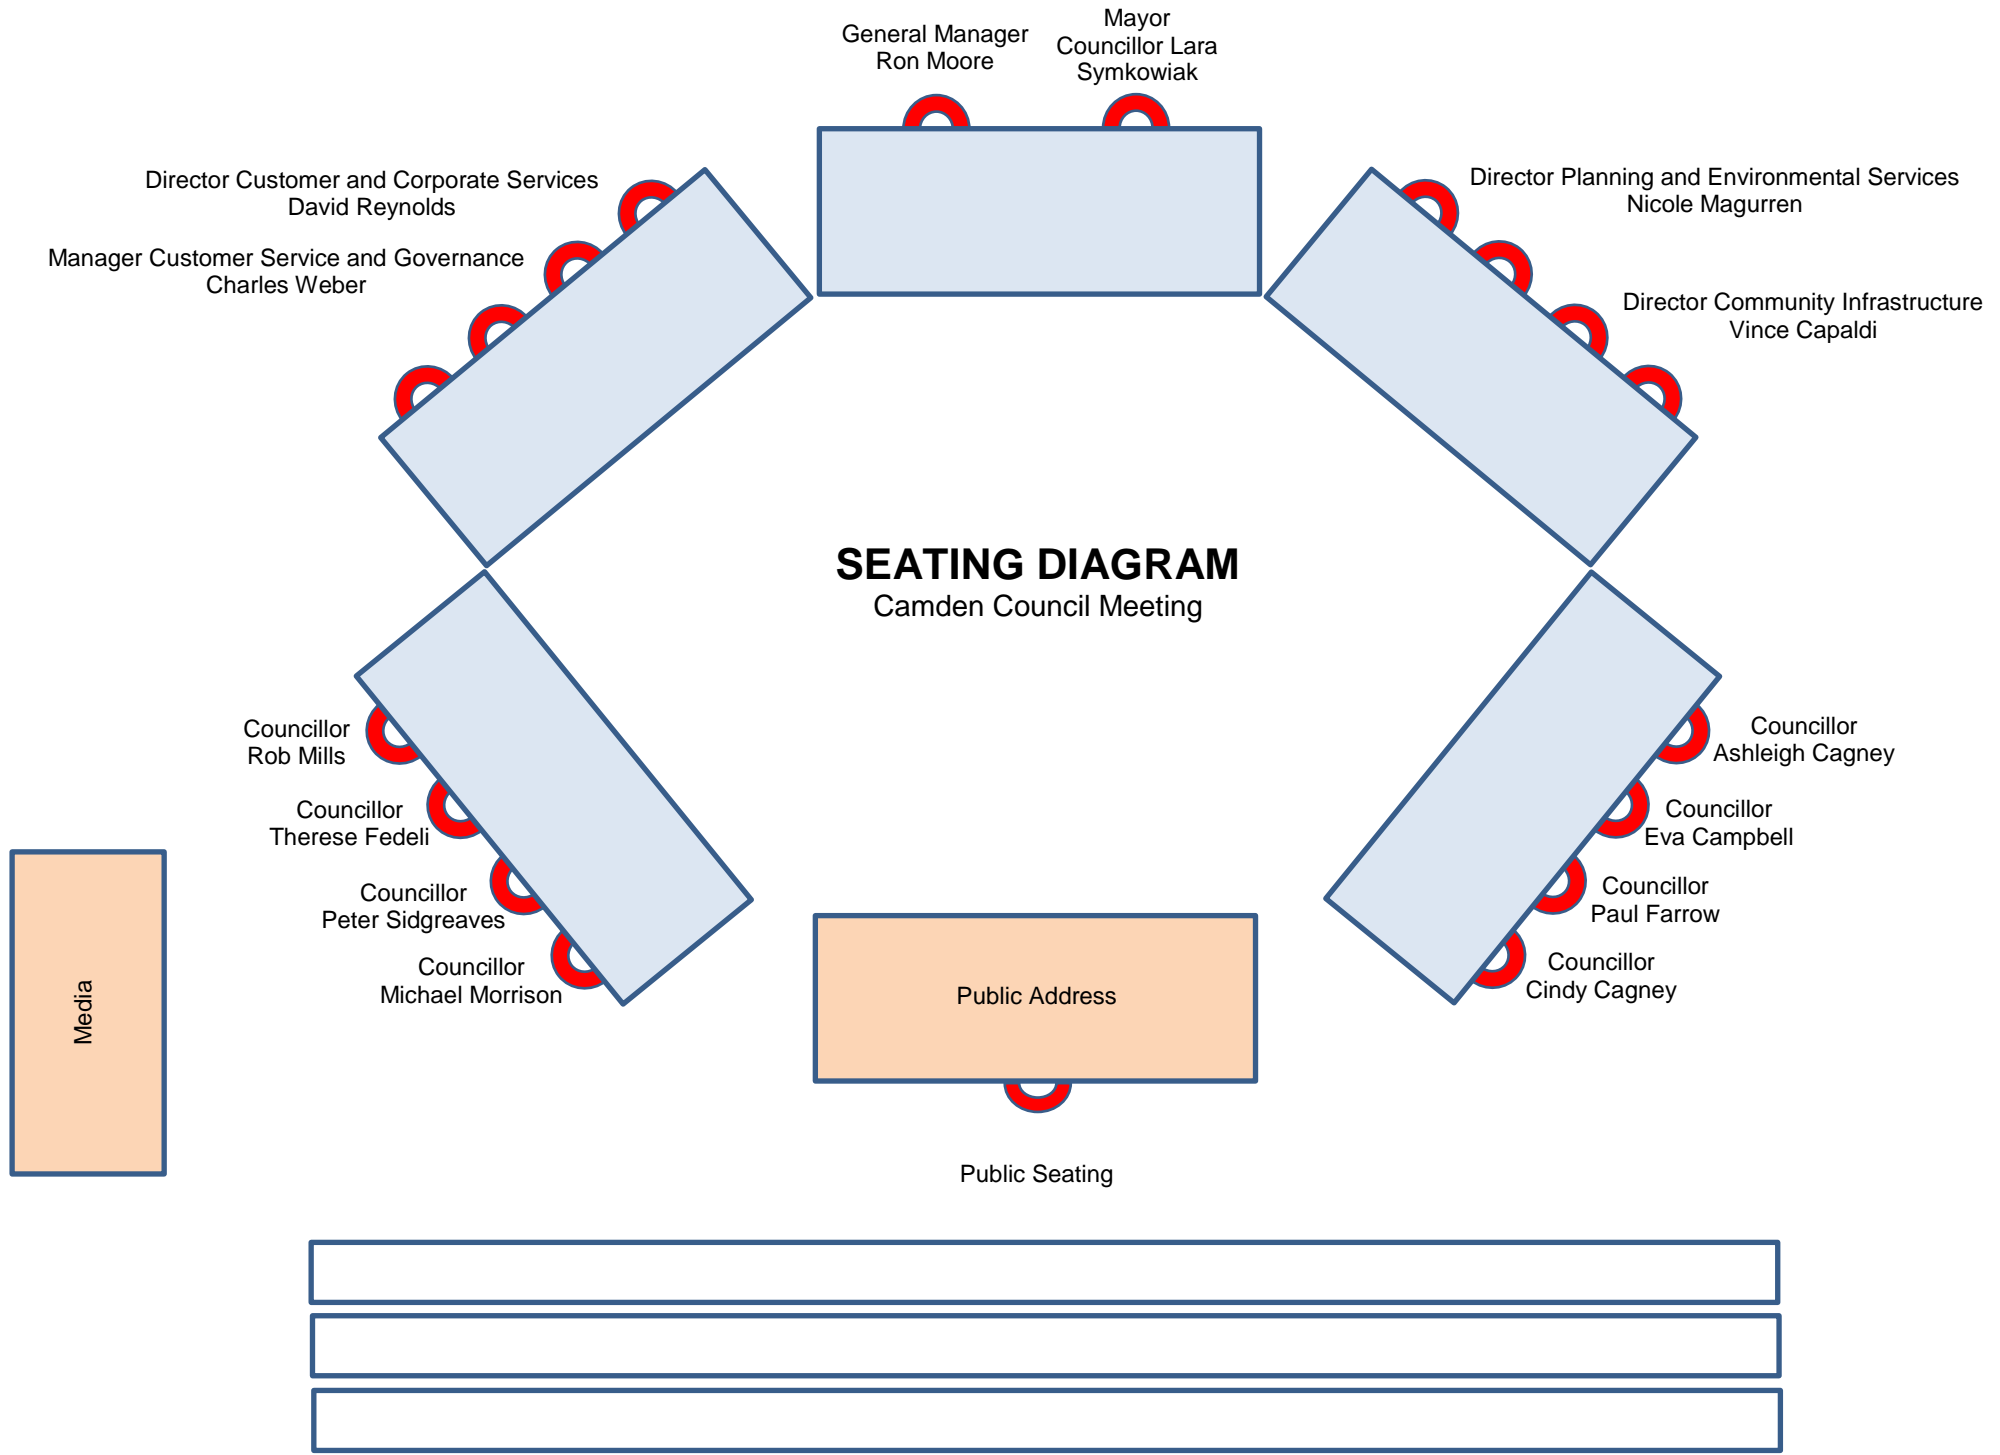 General Manager
Ron Moore
Mayor
Councillor Lara
Symkowiak
Director Customer and Corporate Services
David Reynolds
Manager Customer Service and Governance
Charles Weber
Director Planning and Environmental Services
Nicole Magurren
Director Community Infrastructure
Vince Capaldi
SEATING DIAGRAM
Camden Council Meeting
Councillor
Rob Mills
Councillor
Therese Fedeli
Councillor
Peter Sidgreaves
Councillor
Michael Morrison
Councillor
Ashleigh Cagney
Councillor
Eva Campbell
Councillor
Paul Farrow
Councillor
Cindy Cagney
Media
Public Address
Public Seating